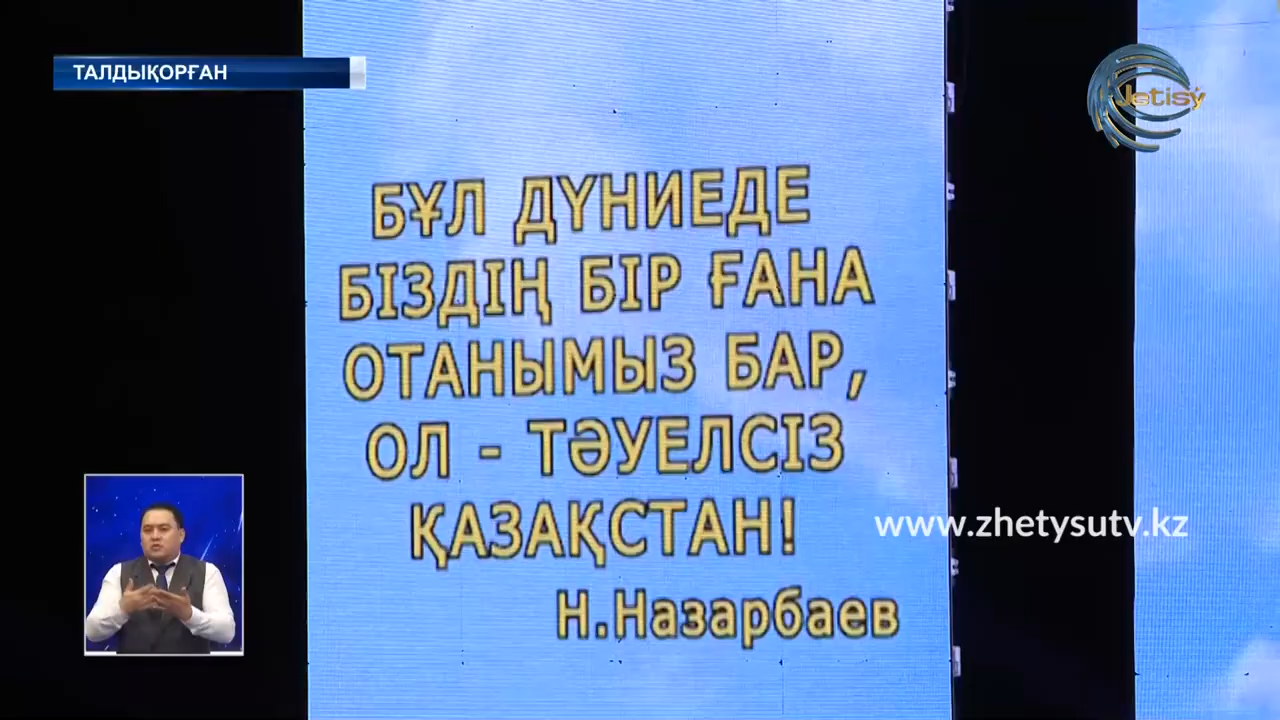 ТАЛДЫҚОРҒАН
Jetisý
БҰЛ ДҮНИЕДЕ
БІЗДІҢ БІР ҒАНА
ОТАНЫМЫЗ БАР,
ОЛ - ТӘУЕЛСІЗ
ҚАЗАҚСТАН!
Н.Назарбаев
www.zhetysutv.kz